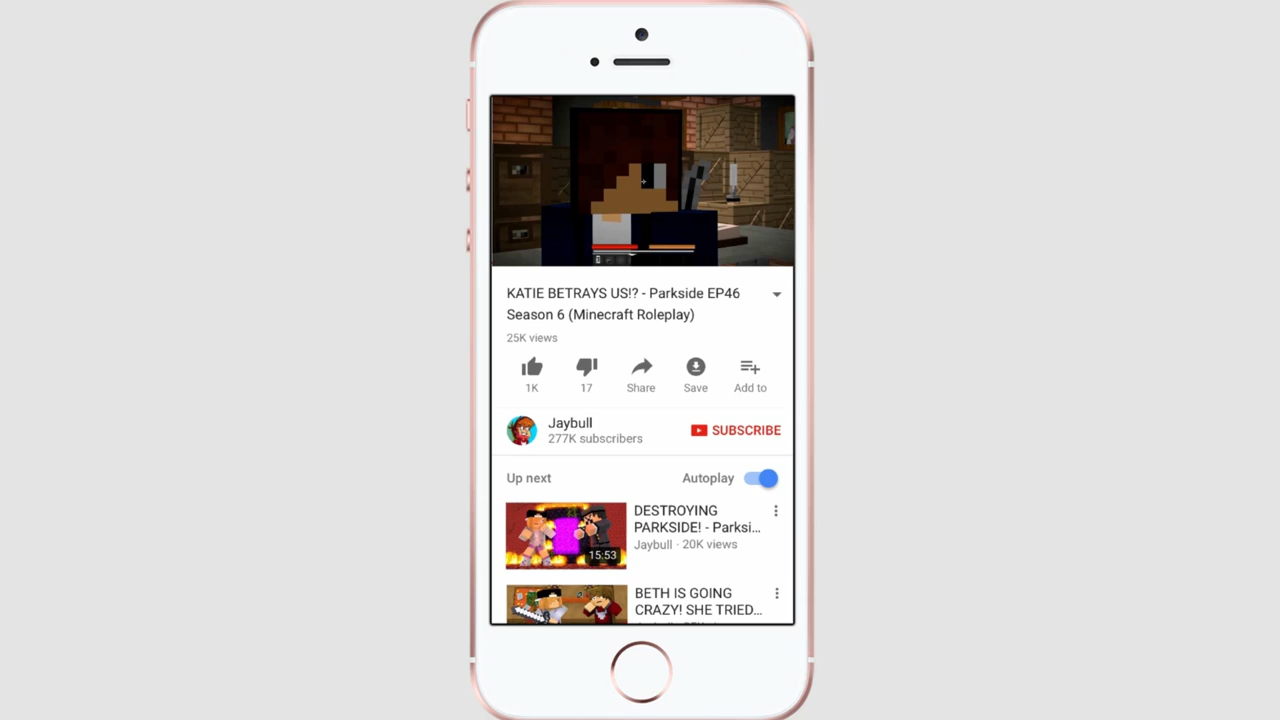 KATIE BETRAYS US!? - Parkside EP46
Season 6 (Minecraft Roleplay)
25K views
1K
17
Share
Save
Add to
Jaybull
277K subscribers
SUBSCRIBE
Up next
Autoplay
DESTROYING
PARKSIDE! - Parksi...
Jaybull · 20K views
15:53
BETH IS GOING
CRAZY! SHE TRIED...